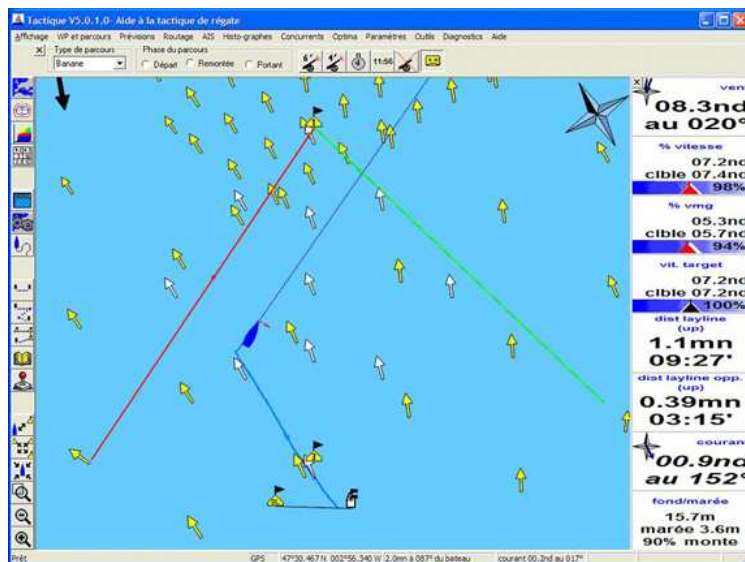 Tactique V5.0.1.0- Aide à la tactique de régate
Affichage WP et parcours Prévisions Routage AIS Histo-graphes Concurrents Optima Paramètres Outils Diagnostics Aide
Type de parcours
Banane
Phase du parcours
Départ Remontée Portant
11:56
vent
08.3nd
au 020°
% vitesse
07.2nd
cible 07.4nd
98%
% vmg
05.3nd
cible 05.7nd
94%
vit. target
07.2nd
cible 07.2nd
100%
dist layline
(up)
1.1mn
09:27'
dist layline opp.
(up)
0.39mn
03:15'
courant
00.9nd
au 152°
fond/marée
15.7m
marée 3.6m
90% monte
Prêt
GPS 47°30.467N 002°56.340 W 2.0mn à 087° du bateau courant 00.2nd au 017°